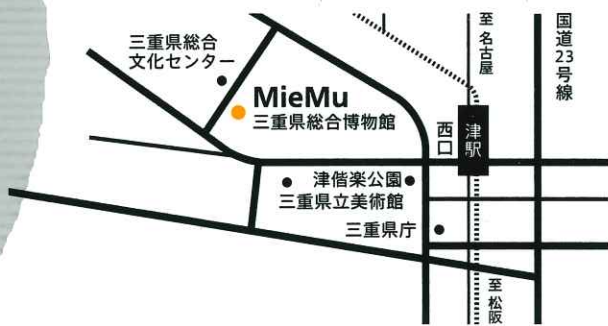 三重県総合
文化センター
MieMu
三重県総合博物館
津偕楽公園
三重県立美術館
三重県庁
西口
津駅
至 名古屋
国道23号線
至 松阪